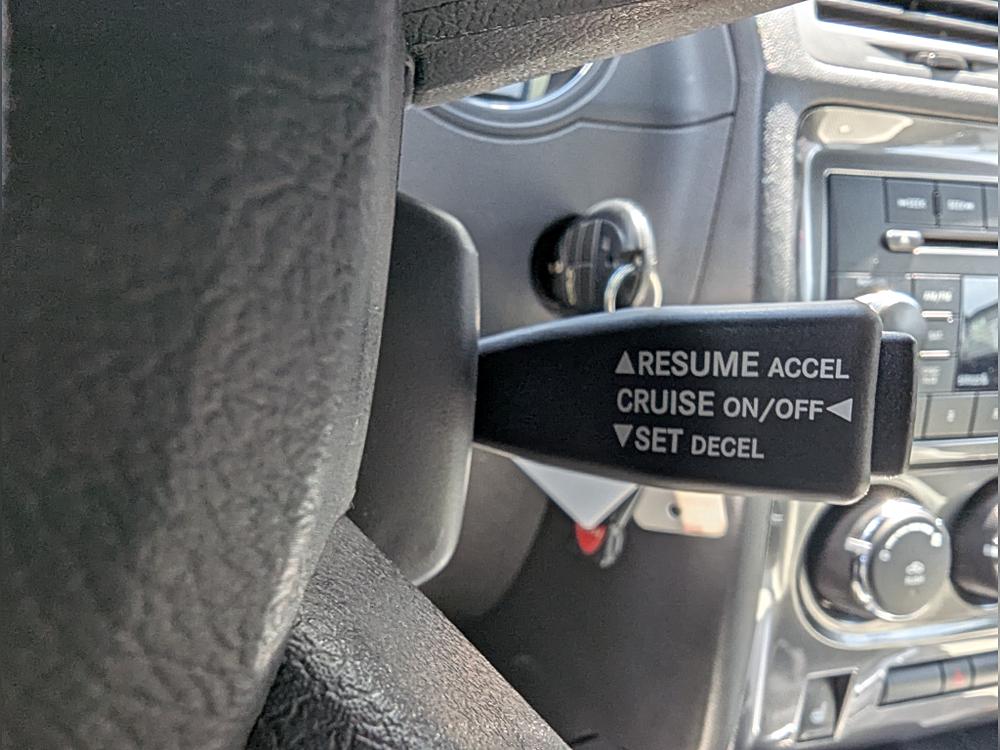 ▲RESUME ACCEL
CRUISE ON/OFF◀
▼SET DECEL